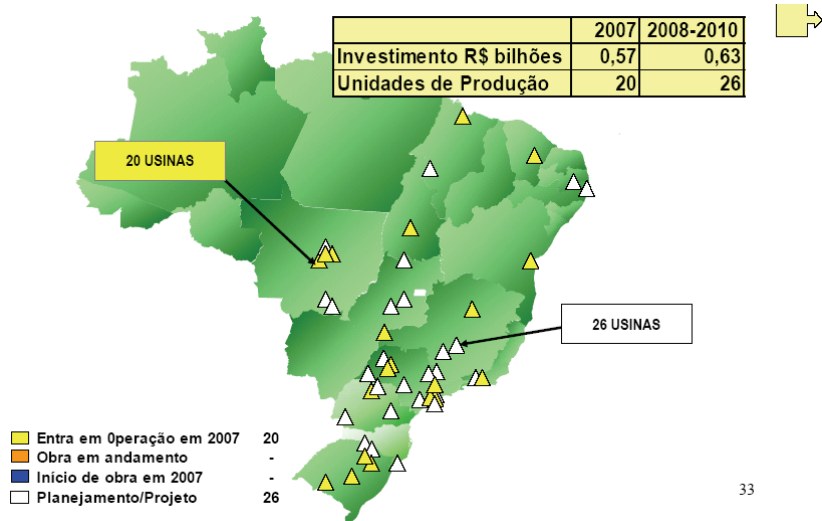 2007 2008-2010
Investimento R$ bilhões 0,57 0,63
Unidades de Produção 20 26
20 USINAS
26 USINAS
Entra em 0peração em 2007 20
Obra em andamento -
Início de obra em 2007 -
Planejamento/Projeto 26
33